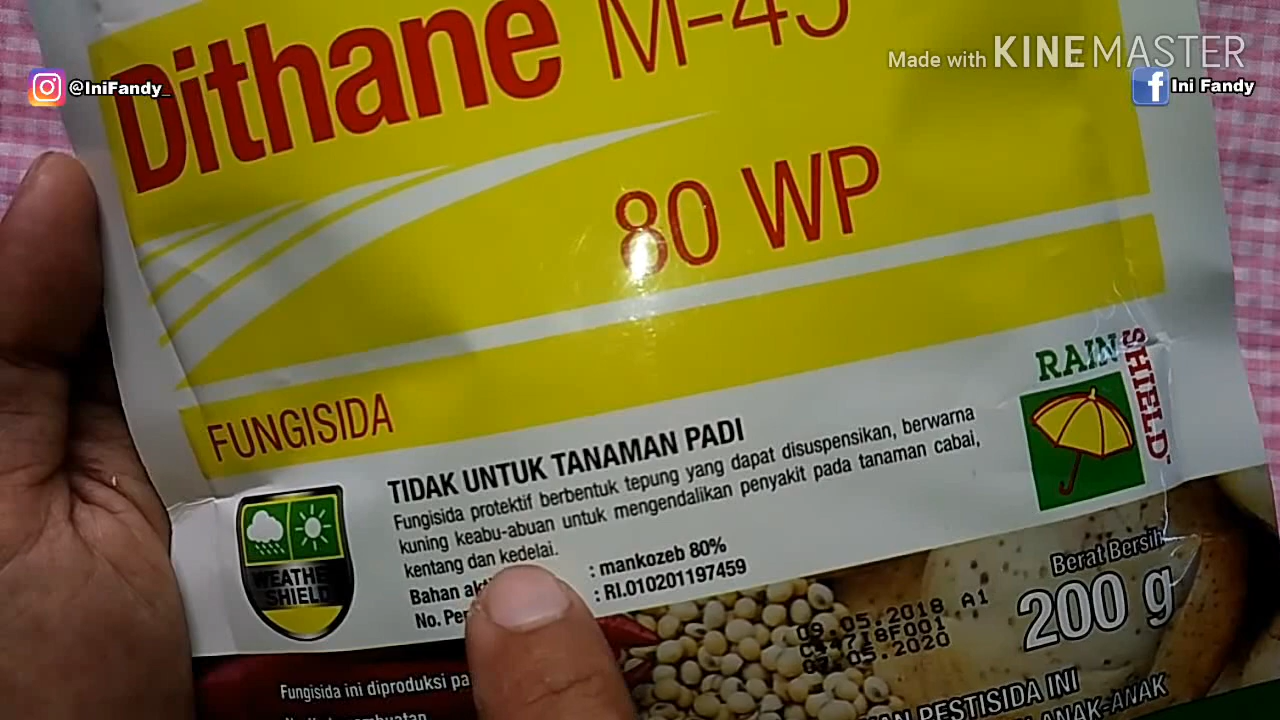 Made with KINEMASTER
@IniFandy_
Ini Fandy
Dithane M-45
80 WP
FUNGISIDA
RAIN SHIELD
WEATHER
SHIELD
TIDAK UNTUK TANAMAN PADI
Fungisida protektif berbentuk tepung yang dapat disuspensikan, berwarna
kuning keabu-abuan untuk mengendalikan penyakit pada tanaman cabai,
kentang dan kedelai.
Bahan : mankozeb 80%
No. : RI.010201197459
Berat Bersih
200 g
09.05.2018 A1
07.05.2020
Fungisida ini diproduksi
PESTISIDA INI
ANAK-ANAK